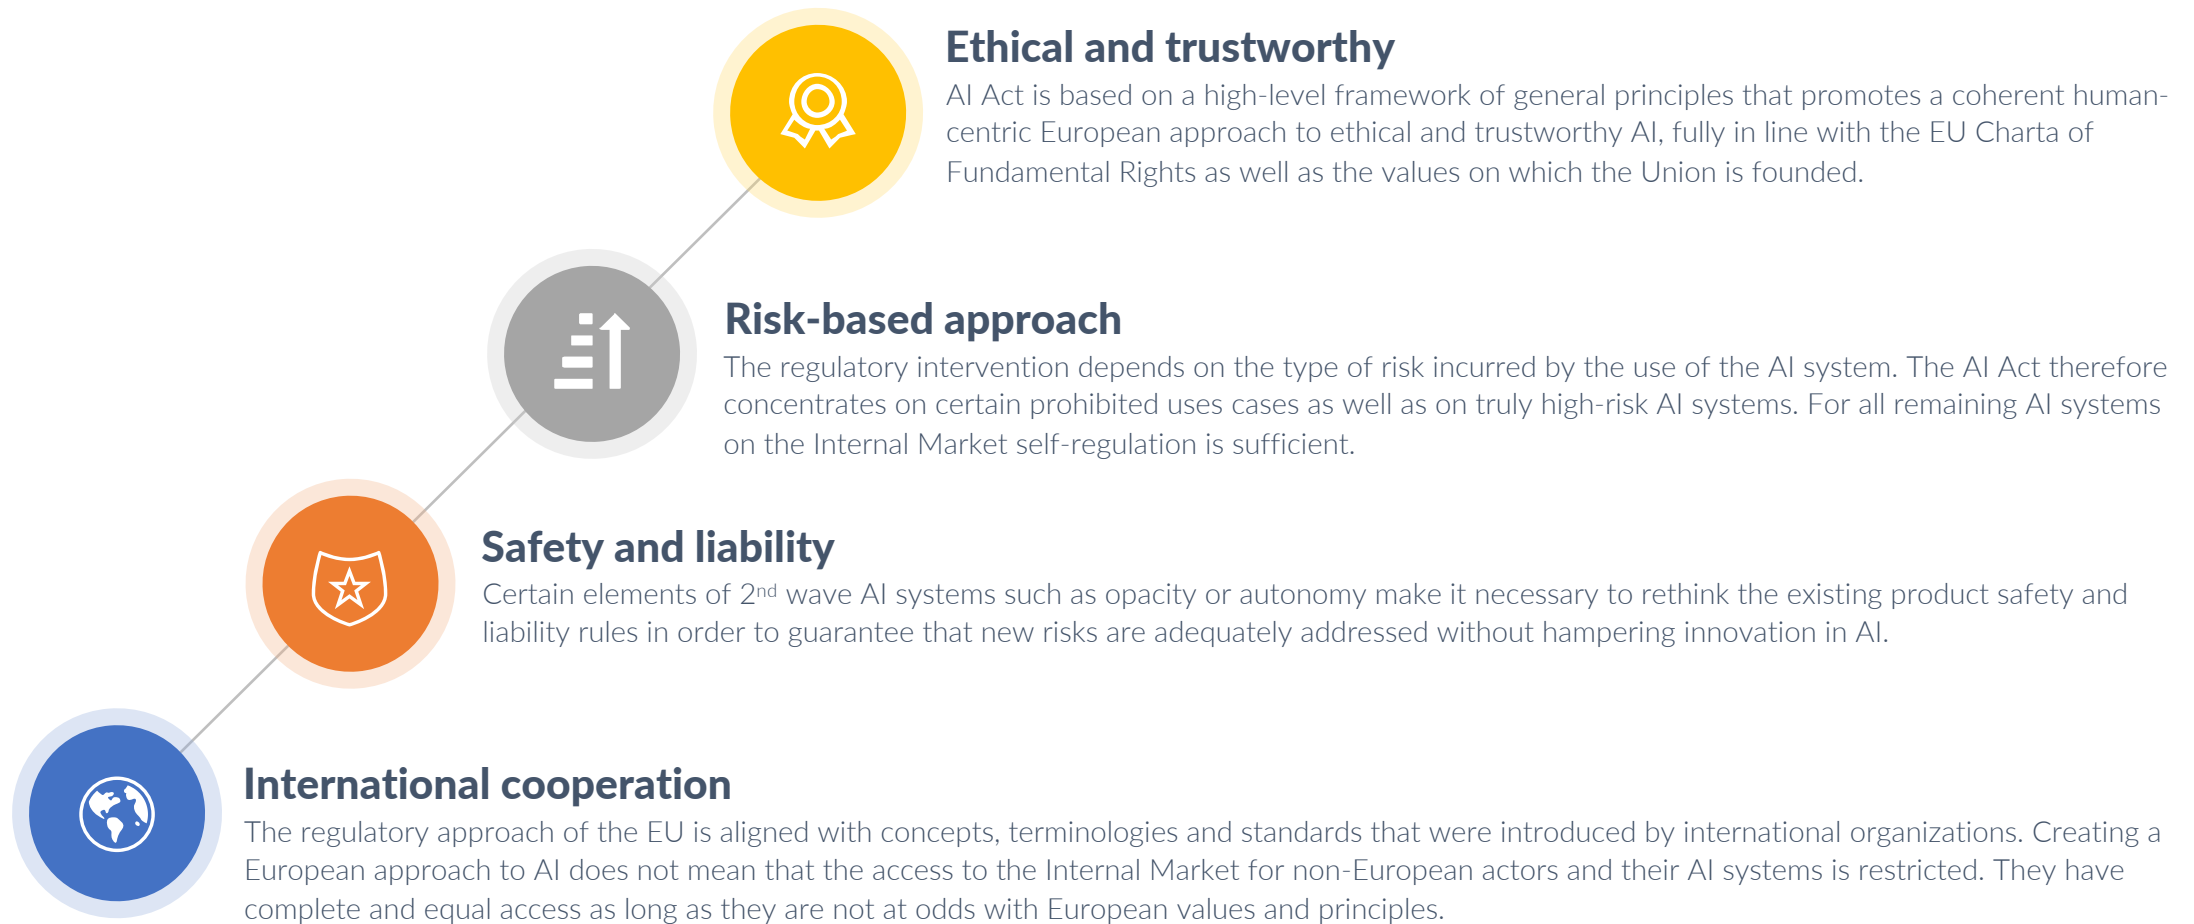 Ethical and trustworthy
AI Act is based on a high-level framework of general principles that promotes a coherent human-
centric European approach to ethical and trustworthy AI, fully in line with the EU Charta of
Fundamental Rights as well as the values on which the Union is founded.
Risk-based approach
The regulatory intervention depends on the type of risk incurred by the use of the AI system. The AI Act therefore
concentrates on certain prohibited uses cases as well as on truly high-risk AI systems. For all remaining AI systems
on the Internal Market self-regulation is sufficient.
Safety and liability
Certain elements of 2nd wave AI systems such as opacity or autonomy make it necessary to rethink the existing product safety and
liability rules in order to guarantee that new risks are adequately addressed without hampering innovation in AI.
International cooperation
The regulatory approach of the EU is aligned with concepts, terminologies and standards that were introduced by international organizations. Creating a
European approach to AI does not mean that the access to the Internal Market for non-European actors and their AI systems is restricted. They have
complete and equal access as long as they are not at odds with European values and principles.